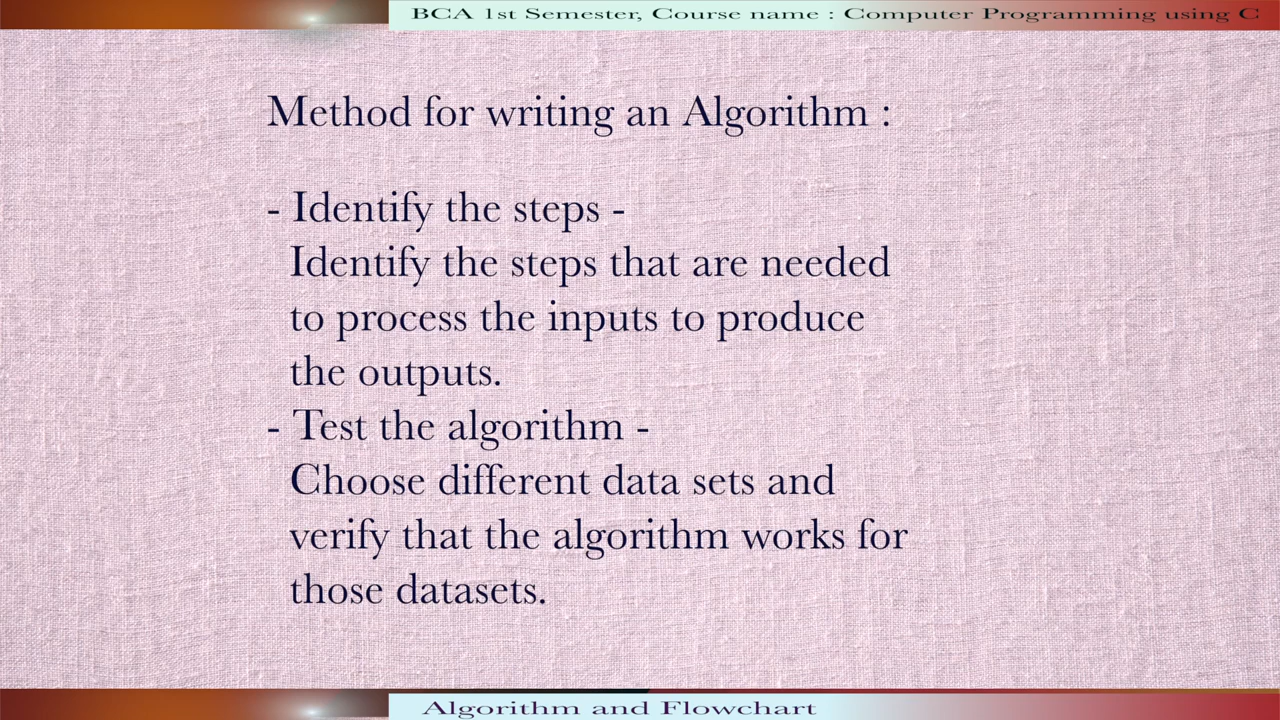 BCA 1st Semester, Course name : Computer Programming using C
Method for writing an Algorithm :
- Identify the steps -
Identify the steps that are needed
to process the inputs to produce
the outputs.
- Test the algorithm -
Choose different data sets and
verify that the algorithm works for
those datasets.
Algorithm and Flowchart